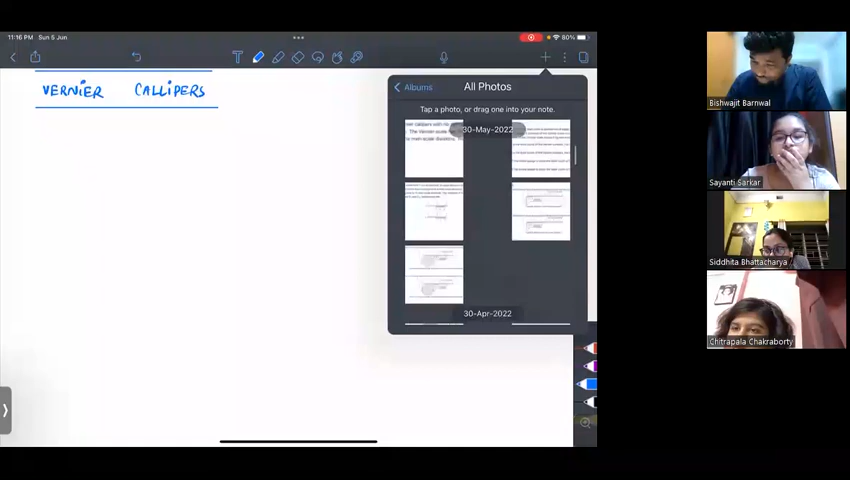 11:16 PM Sun 5 Jun
80%
VERNIER CALLIPERS
Albums
All Photos
Tap a photo, or drag one into your note.
30-May-2022
30-Apr-2022
Bishwajit Barnwal
Sayanti Sarkar
Siddhita Bhattacharya
Chitrapala Chakraborty